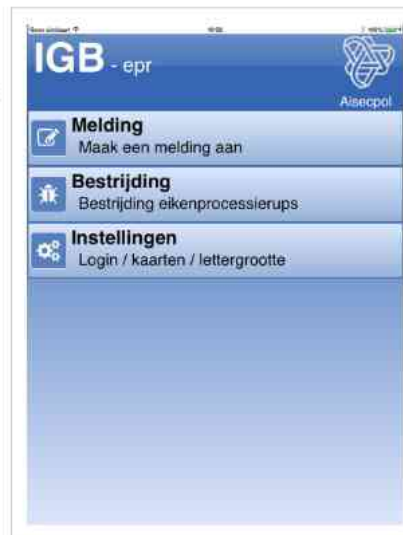 IGB - epr
Aisecpol
Melding
Maak een melding aan
Bestrijding
Bestrijding eikenprocessierups
Instellingen
Login / kaarten / lettergrootte